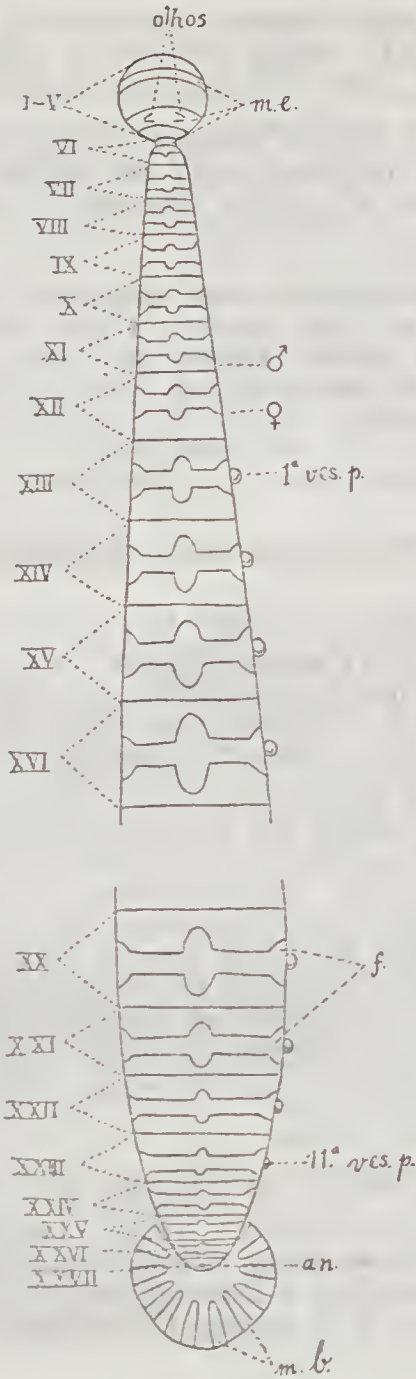 olhos
I-V
m.e.
VI
VII
VIII
IX
X
XI
♂
XII
♀
XIII
1ª ves. p.
XIV
XV
XVI
XX
f.
XXI
XXII
XXIII
11.ª ves. p.
XXIV
XXV
XXVI
an.
XXVII
m. b.